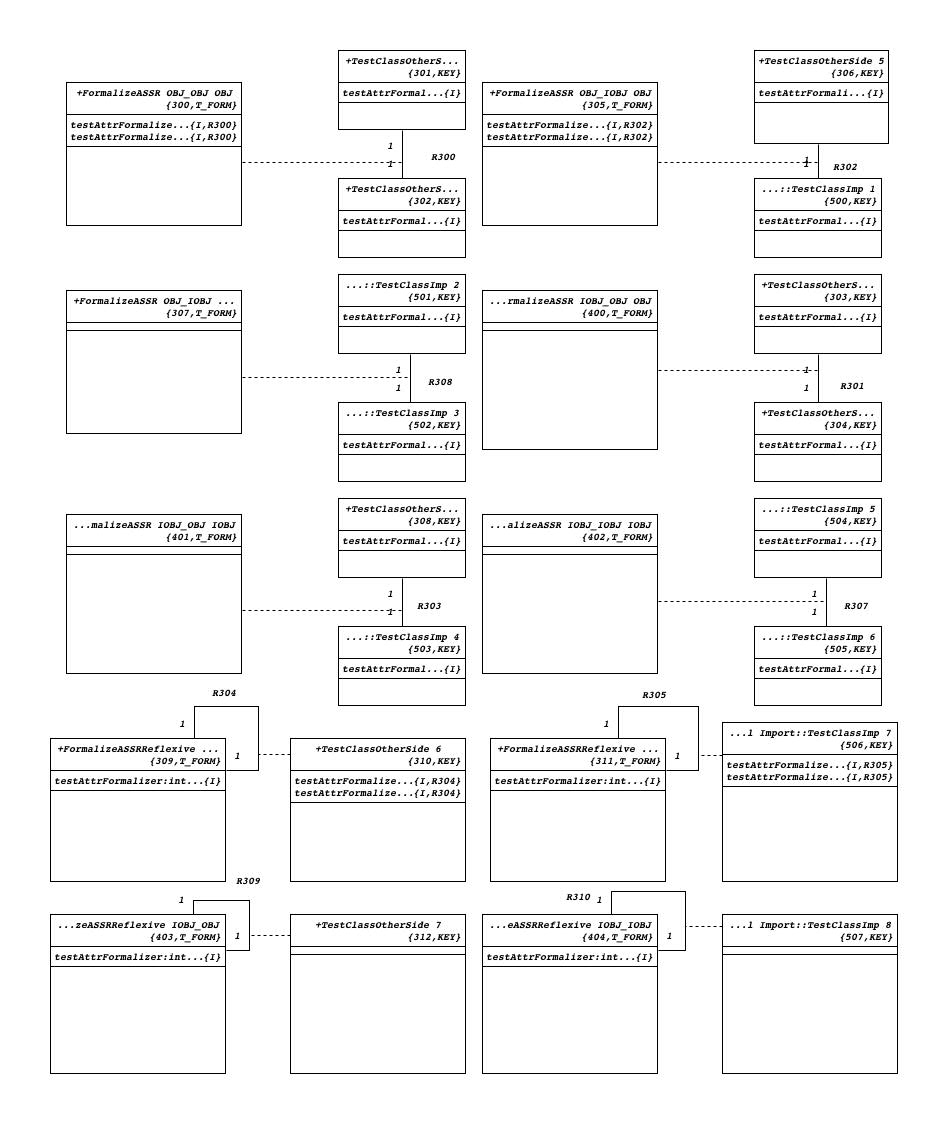 +FormalizeASSR OBJ_OBJ OBJ
{300,T_FORM}
testAttrFormalize...{I,R300}
testAttrFormalize...{I,R300}
+TestClassOtherS...
{301,KEY}
testAttrFormal...{I}
1
1
R300
+TestClassOtherS...
{302,KEY}
testAttrFormal...{I}
+FormalizeASSR OBJ_IOBJ OBJ
{305,T_FORM}
testAttrFormalize...{I,R302}
testAttrFormalize...{I,R302}
+TestClassOtherSide 5
{306,KEY}
testAttrFormali...{I}
1
1
R302
...::TestClassImp 1
{500,KEY}
testAttrFormal...{I}
+FormalizeASSR OBJ_IOBJ ...
{307,T_FORM}
...::TestClassImp 2
{501,KEY}
testAttrFormal...{I}
1
1
R308
...::TestClassImp 3
{502,KEY}
testAttrFormal...{I}
...rmalizeASSR IOBJ_OBJ OBJ
{400,T_FORM}
+TestClassOtherS...
{303,KEY}
testAttrFormal...{I}
1
1
R301
+TestClassOtherS...
{304,KEY}
testAttrFormal...{I}
...malizeASSR IOBJ_OBJ IOBJ
{401,T_FORM}
+TestClassOtherS...
{308,KEY}
testAttrFormal...{I}
1
1
R303
...::TestClassImp 4
{503,KEY}
testAttrFormal...{I}
...alizeASSR IOBJ_IOBJ IOBJ
{402,T_FORM}
...::TestClassImp 5
{504,KEY}
testAttrFormal...{I}
1
1
R307
...::TestClassImp 6
{505,KEY}
testAttrFormal...{I}
R304
1
1
+FormalizeASSRReflexive ...
{309,T_FORM}
testAttrFormalizer:int...{I}
+TestClassOtherSide 6
{310,KEY}
testAttrFormalize...{I,R304}
testAttrFormalize...{I,R304}
R305
1
1
+FormalizeASSRReflexive ...
{311,T_FORM}
testAttrFormalizer:int...{I}
...l Import::TestClassImp 7
{506,KEY}
testAttrFormalize...{I,R305}
testAttrFormalize...{I,R305}
R309
1
1
...zeASSRReflexive IOBJ_OBJ
{403,T_FORM}
testAttrFormalizer:int...{I}
+TestClassOtherSide 7
{312,KEY}
R310
1
1
...eASSRReflexive IOBJ_IOBJ
{404,T_FORM}
testAttrFormalizer:int...{I}
...l Import::TestClassImp 8
{507,KEY}